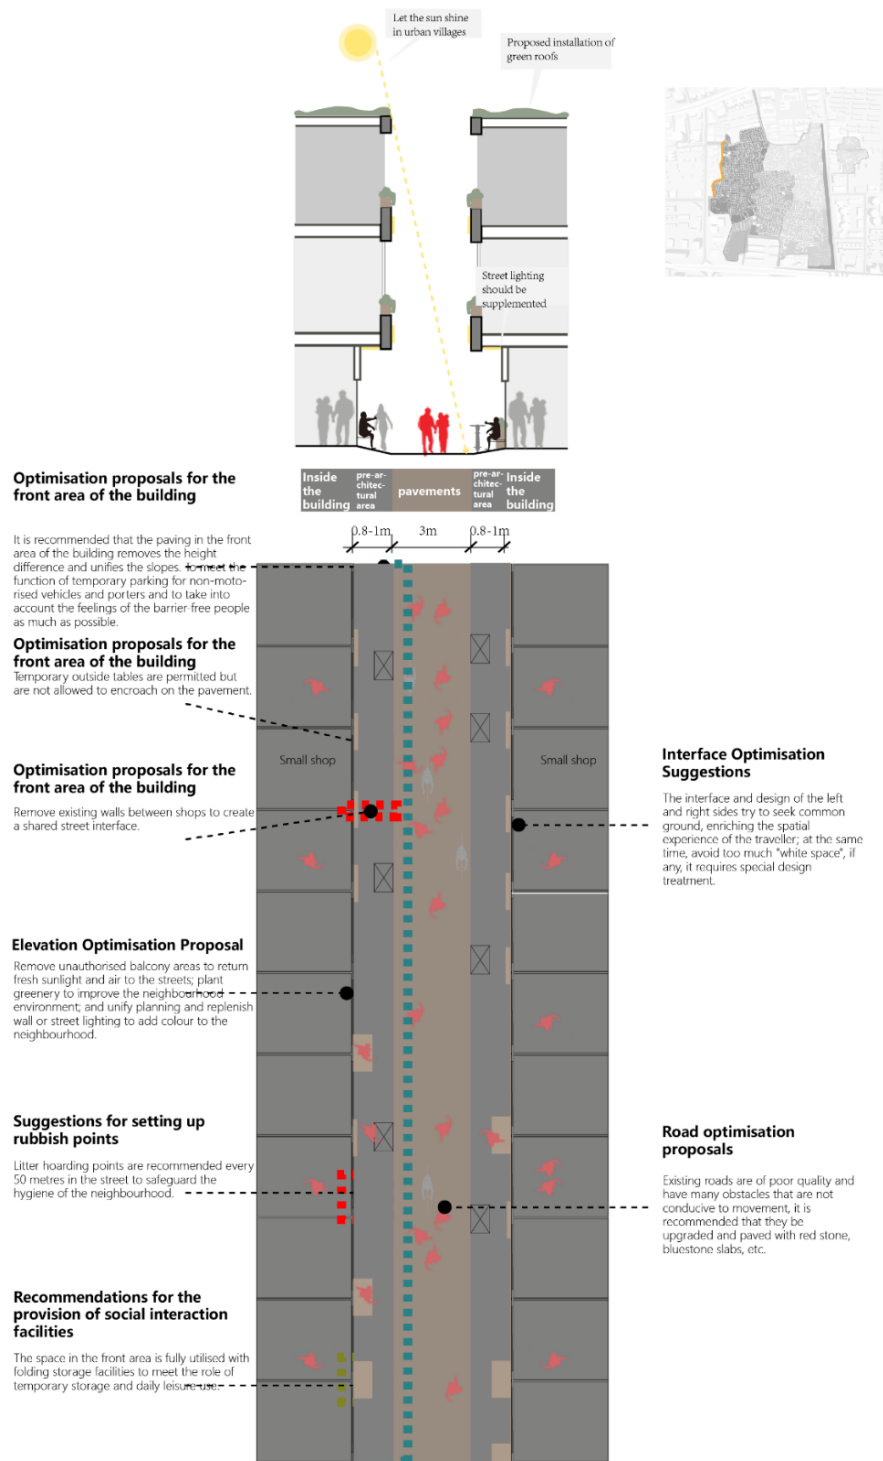 Let the sun shine
in urban villages
Proposed installation of
green roofs
Street lighting
should be
supplemented
Inside
the
building
pre-ar-
chitec-
tural
area
pavements
pre-ar-
chitec-
tural
area
Inside
the
building
0.8-1m
3m
0.8-1m
Optimisation proposals for the
front area of the building
It is recommended that the paving in the front
area of the building removes the height
difference and unifies the slopes. To meet the
function of temporary parking for non-moto-
rised vehicles and porters and to take into
account the feelings of the barrier-free people
as much as possible.
Optimisation proposals for the
front area of the building
Temporary outside tables are permitted but
are not allowed to encroach on the pavement.
Optimisation proposals for the
front area of the building
Remove existing walls between shops to create
a shared street interface.
Small shop
Small shop
Interface Optimisation
Suggestions
The interface and design of the left
and right sides try to seek common
ground, enriching the spatial
experience of the traveller; at the same
time, avoid too much "white space", if
any, it requires special design
treatment.
Elevation Optimisation Proposal
Remove unauthorised balcony areas to return
fresh sunlight and air to the streets; plant
greenery to improve the neighbourhood
environment; and unify planning and replenish
wall or street lighting to add colour to the
neighbourhood.
Suggestions for setting up
rubbish points
Litter hoarding points are recommended every
50 metres in the street to safeguard the
hygiene of the neighbourhood.
Road optimisation
proposals
Existing roads are of poor quality and
have many obstacles that are not
conducive to movement, it is
recommended that they be
upgraded and paved with red stone,
bluestone slabs, etc.
Recommendations for the
provision of social interaction
facilities
The space in the front area is fully utilised with
folding storage facilities to meet the role of
temporary storage and daily leisure use.